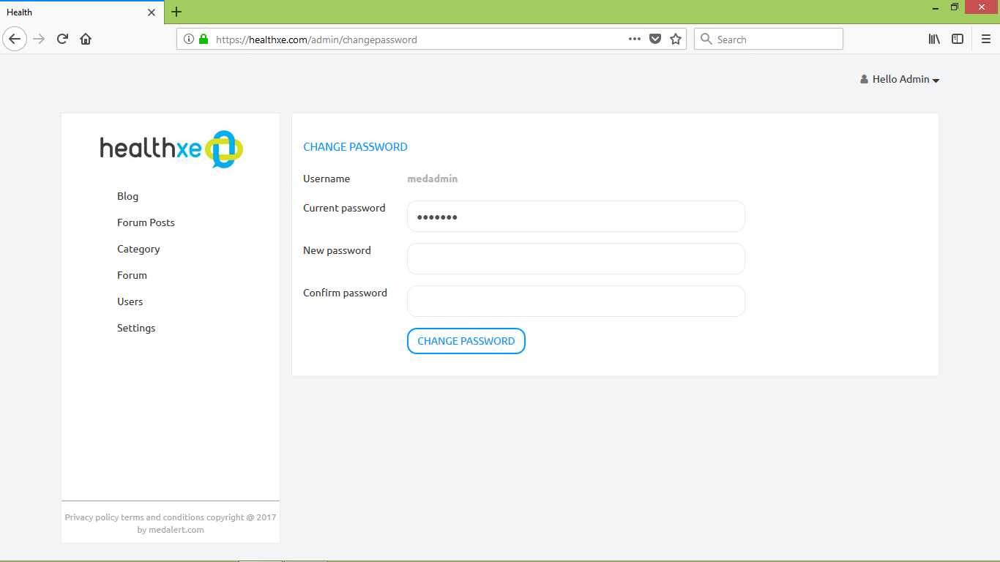 Health
https://healthxe.com/admin/changepassword
Search
Hello Admin
healthxe
Blog
Forum Posts
Category
Forum
Users
Settings
Privacy policy terms and conditions copyright @ 2017
by medalert.com
CHANGE PASSWORD
Username medadmin
Current password •••••••
New password
Confirm password
CHANGE PASSWORD